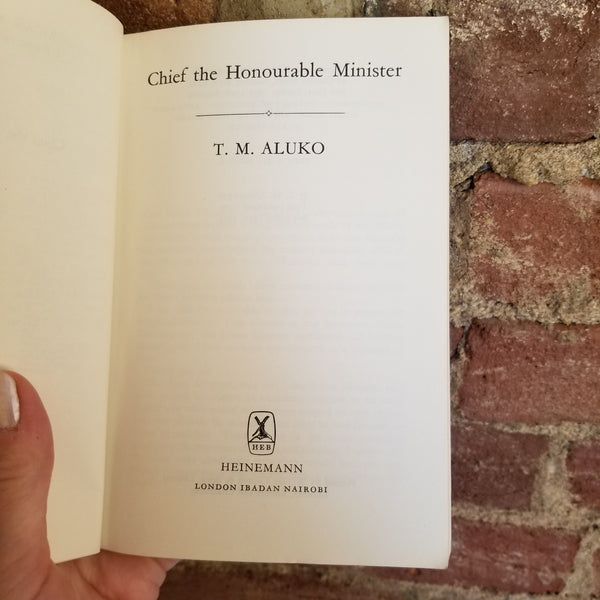 Chief the Honourable Minister
T. M. ALUKO
HEB
HEINEMANN
LONDON IBADAN NAIROBI